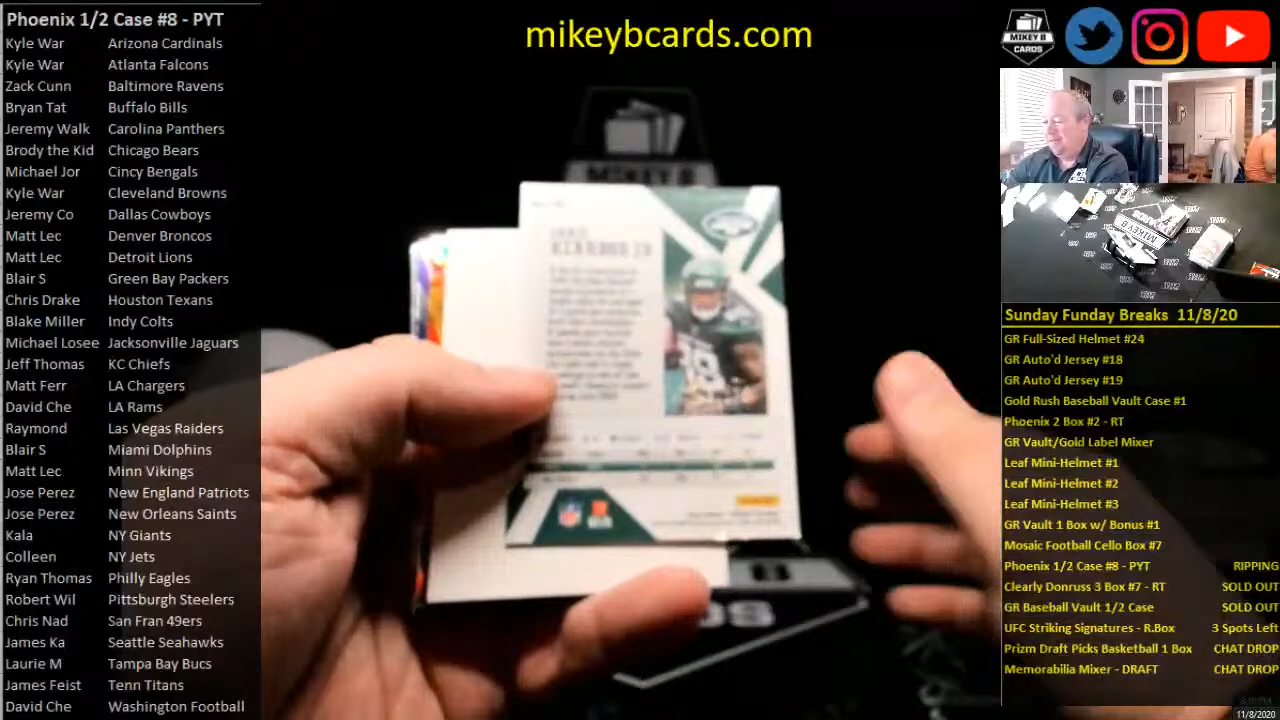 Phoenix 1/2 Case #8 - PYT
Kyle War Arizona Cardinals
Kyle War Atlanta Falcons
Zack Cunn Baltimore Ravens
Bryan Tat Buffalo Bills
Jeremy Walk Carolina Panthers
Brody the Kid Chicago Bears
Michael Jor Cincy Bengals
Kyle War Cleveland Browns
Jeremy Co Dallas Cowboys
Matt Lec Denver Broncos
Matt Lec Detroit Lions
Blair S Green Bay Packers
Chris Drake Houston Texans
Blake Miller Indy Colts
Michael Losee Jacksonville Jaguars
Jeff Thomas KC Chiefs
Matt Ferr LA Chargers
David Che LA Rams
Raymond Las Vegas Raiders
Blair S Miami Dolphins
Matt Lec Minn Vikings
Jose Perez New England Patriots
Jose Perez New Orleans Saints
Kala NY Giants
Colleen NY Jets
Ryan Thomas Philly Eagles
Robert Wil Pittsburgh Steelers
Chris Nad San Fran 49ers
James Ka Seattle Seahawks
Laurie M Tampa Bay Bucs
James Feist Tenn Titans
David Che Washington Football
mikeybcards.com
MIKEY B
MIKEY B
CARDS
Sunday Funday Breaks 11/8/20
GR Full-Sized Helmet #24
GR Auto'd Jersey #18
GR Auto'd Jersey #19
Gold Rush Baseball Vault Case #1
Phoenix 2 Box #2 - RT
GR Vault/Gold Label Mixer
Leaf Mini-Helmet #1
Leaf Mini-Helmet #2
Leaf Mini-Helmet #3
GR Vault 1 Box w/ Bonus #1
Mosaic Football Cello Box #7
Phoenix 1/2 Case #8 - PYT RIPPING
Clearly Donruss 3 Box #7 - RT SOLD OUT
GR Baseball Vault 1/2 Case SOLD OUT
UFC Striking Signatures - R.Box 3 Spots Left
Prizm Draft Picks Basketball 1 Box CHAT DROP
Memorabilia Mixer - DRAFT CHAT DROP
11/8/2020